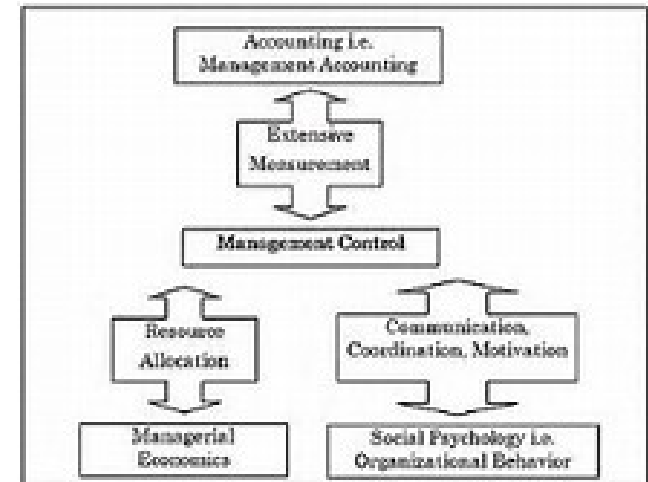 Accounting i.e.
Management Accounting
Extensive
Measurement
Management Control
Resource
Allocation
Communication,
Coordination, Motivation
Managerial
Economics
Social Psychology i.e.
Organizational Behavior